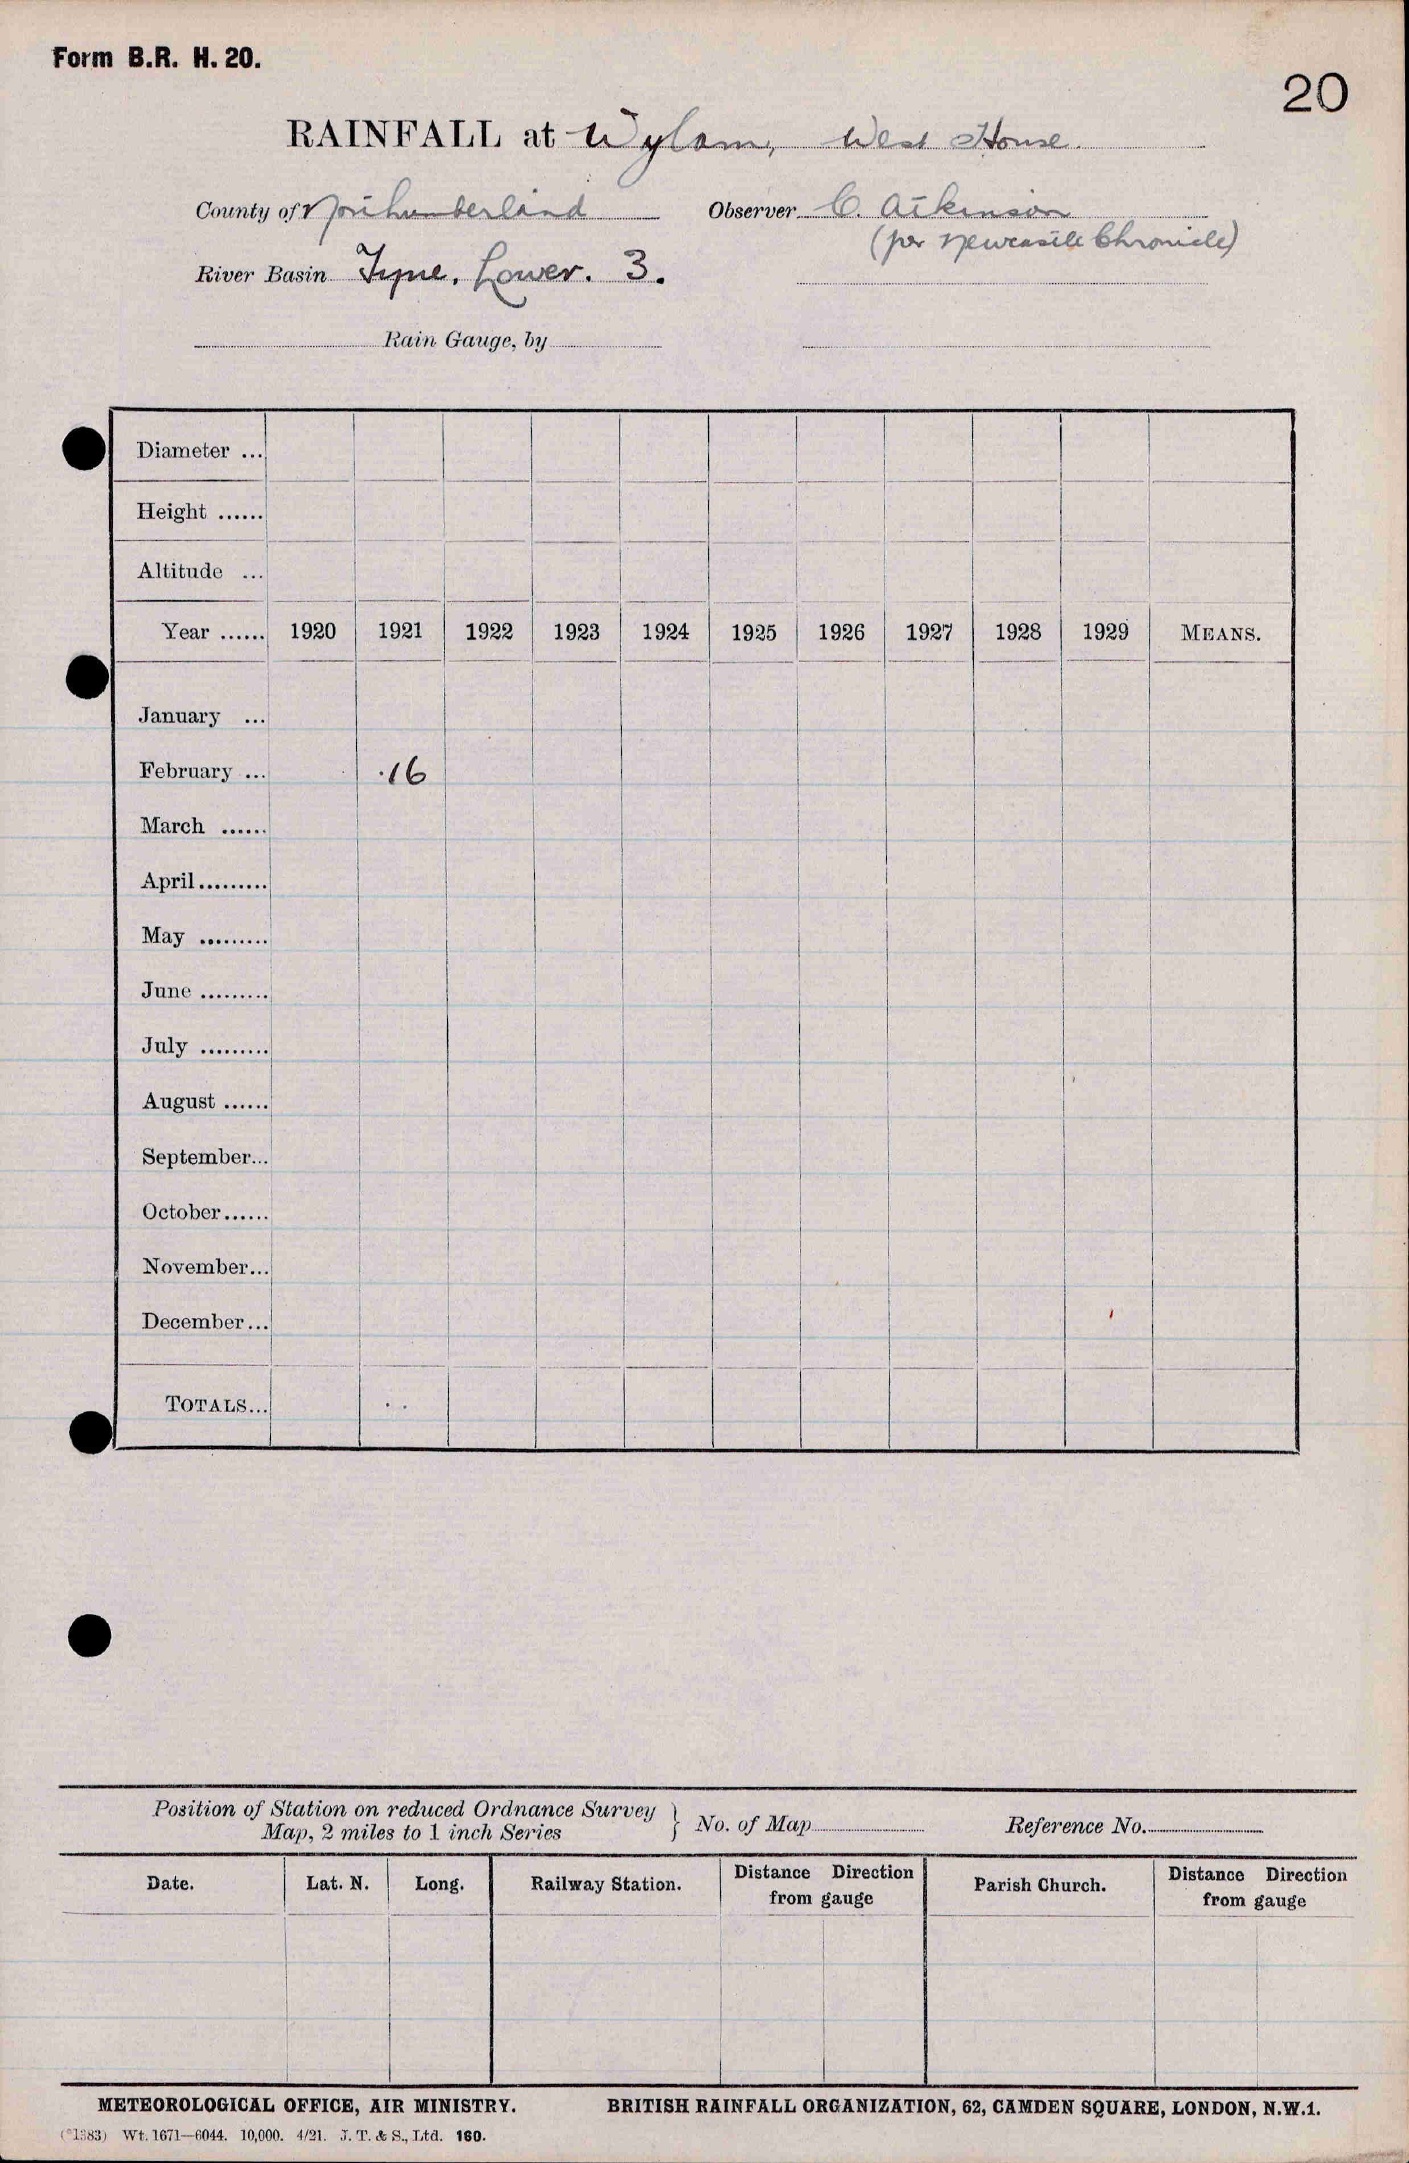 Form B.R. H. 20.
20
RAINFALL at Wylam, West House.
County of Northumberland Observer C. Atkinson
(per Newcastle Chronicle)
River Basin Tyne. Lower. 3.
Rain Gauge, by
Diameter ...
Height ......
Altitude ...
Year ...... 1920 1921 1922 1923 1924 1925 1926 1927 1928 1929 MEANS.
January ...
February ... ·16
March ......
April.........
May .........
June .........
July .........
August ......
September...
October......
November...
December...
TOTALS...
Position of Station on reduced Ordnance Survey
Map, 2 miles to 1 inch Series } No. of Map Reference No.
Date. Lat. N. Long. Railway Station. Distance Direction from gauge Parish Church. Distance Direction from gauge
METEOROLOGICAL OFFICE, AIR MINISTRY. BRITISH RAINFALL ORGANIZATION, 62, CAMDEN SQUARE, LONDON, N.W.1.
Wt. 1671—6044. 10,000. 4/21. J. T. & S., Ltd. 160.